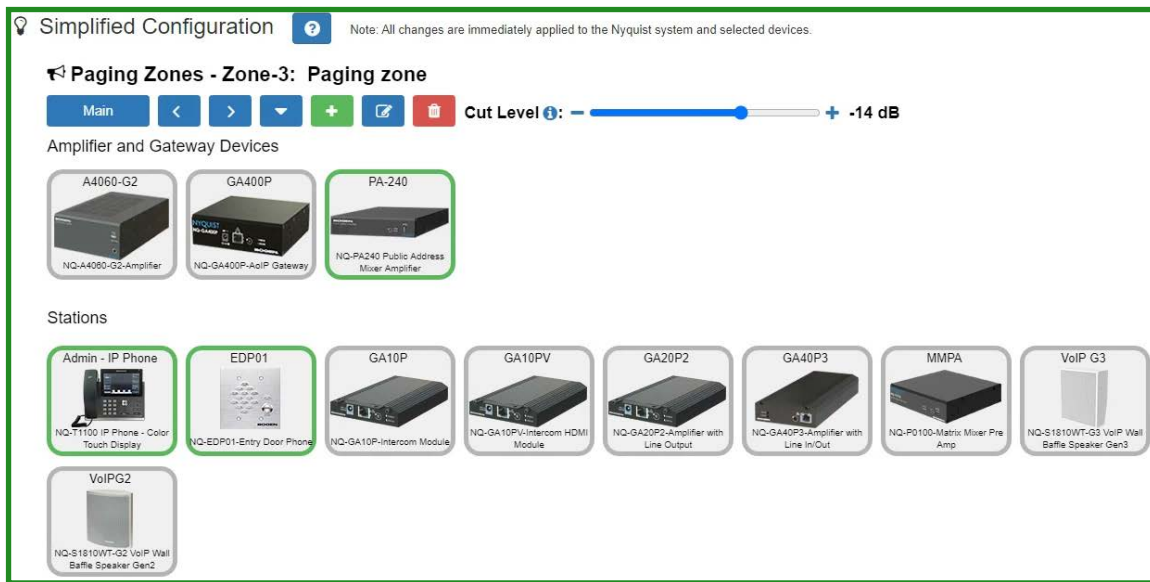 Simplified Configuration
Note: All changes are immediately applied to the Nyquist system and selected devices.
Paging Zones - Zone-3: Paging zone
Main
Cut Level : -14 dB
Amplifier and Gateway Devices
A4060-G2
NQ-A4060-G2-Amplifier
GA400P
NYQUIST
NQ-GA400P
BOGEN
NQ-GA400P-AoIP Gateway
PA-240
NQ-PA240 Public Address
Mixer Amplifier
Stations
Admin - IP Phone
NQ-T1100 IP Phone - Color
Touch Display
EDP01
NQ-EDP01-Entry Door Phone
GA10P
NQ-GA10P-Intercom Module
GA10PV
NQ-GA10PV-Intercom HDMI
Module
GA20P2
NQ-GA20P2-Amplifier with
Line Output
GA40P3
NQ-GA40P3-Amplifier with
Line In/Out
MMPA
NQ-P0100-Matrix Mixer Pre
Amp
VoIP G3
NQ-S1810WT-G3 VoIP Wall
Baffle Speaker Gen3
VoIPG2
NQ-S1810WT-G2 VoIP Wall
Baffle Speaker Gen2